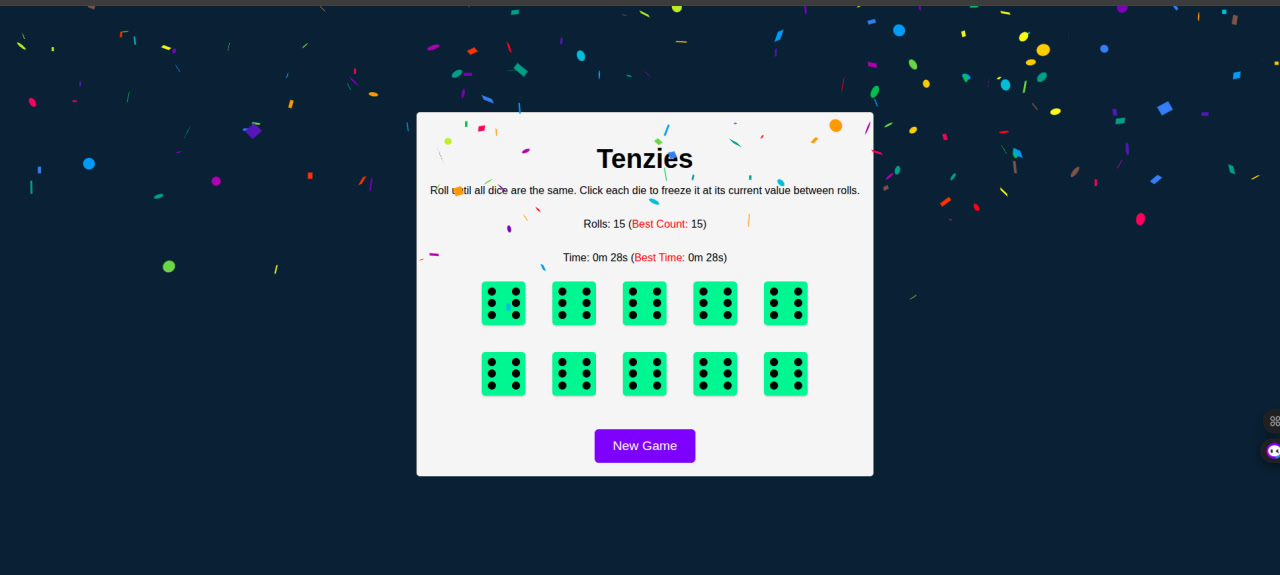 Tenzies
Roll until all dice are the same. Click each die to freeze it at its current value between rolls.
Rolls: 15 (Best Count: 15)
Time: 0m 28s (Best Time: 0m 28s)
New Game